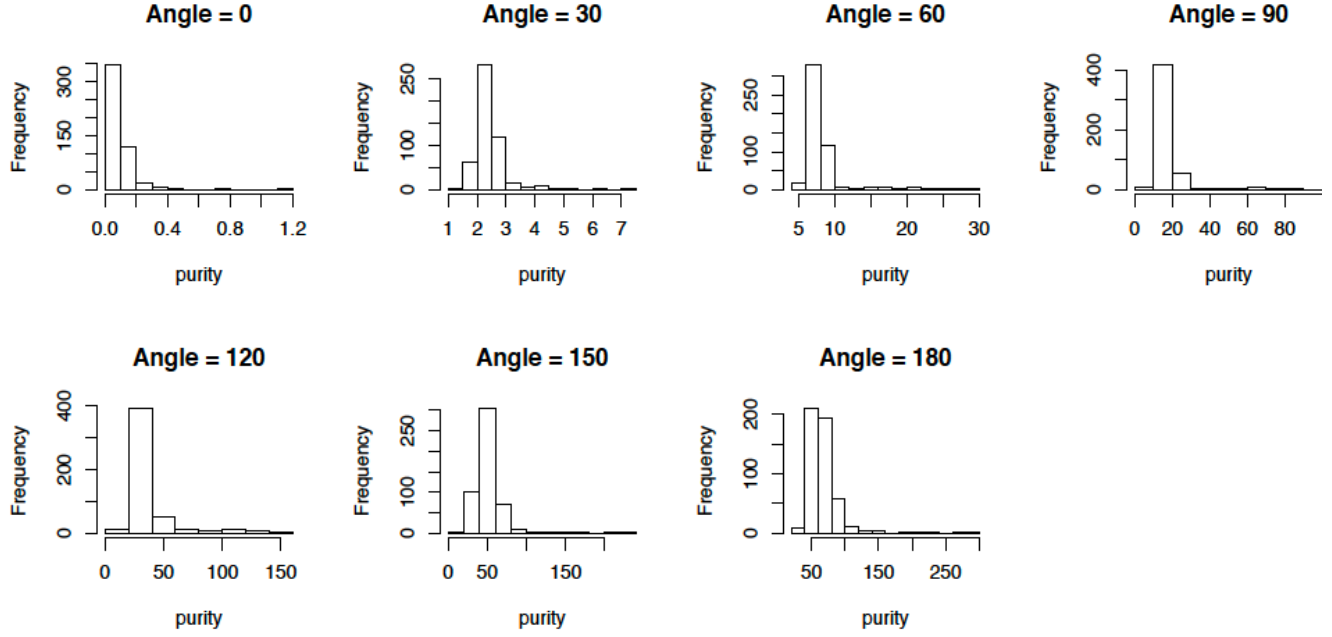 Angle = 0
Frequency
0 150 300
0.0 0.4 0.8 1.2
purity
Angle = 30
Frequency
0 100 250
1 2 3 4 5 6 7
purity
Angle = 60
Frequency
0 100 250
5 10 20 30
purity
Angle = 90
Frequency
0 200 400
0 20 40 60 80
purity
Angle = 120
Frequency
0 200 400
0 50 100 150
purity
Angle = 150
Frequency
0 100 250
0 50 150
purity
Angle = 180
Frequency
0 100 200
50 150 250
purity